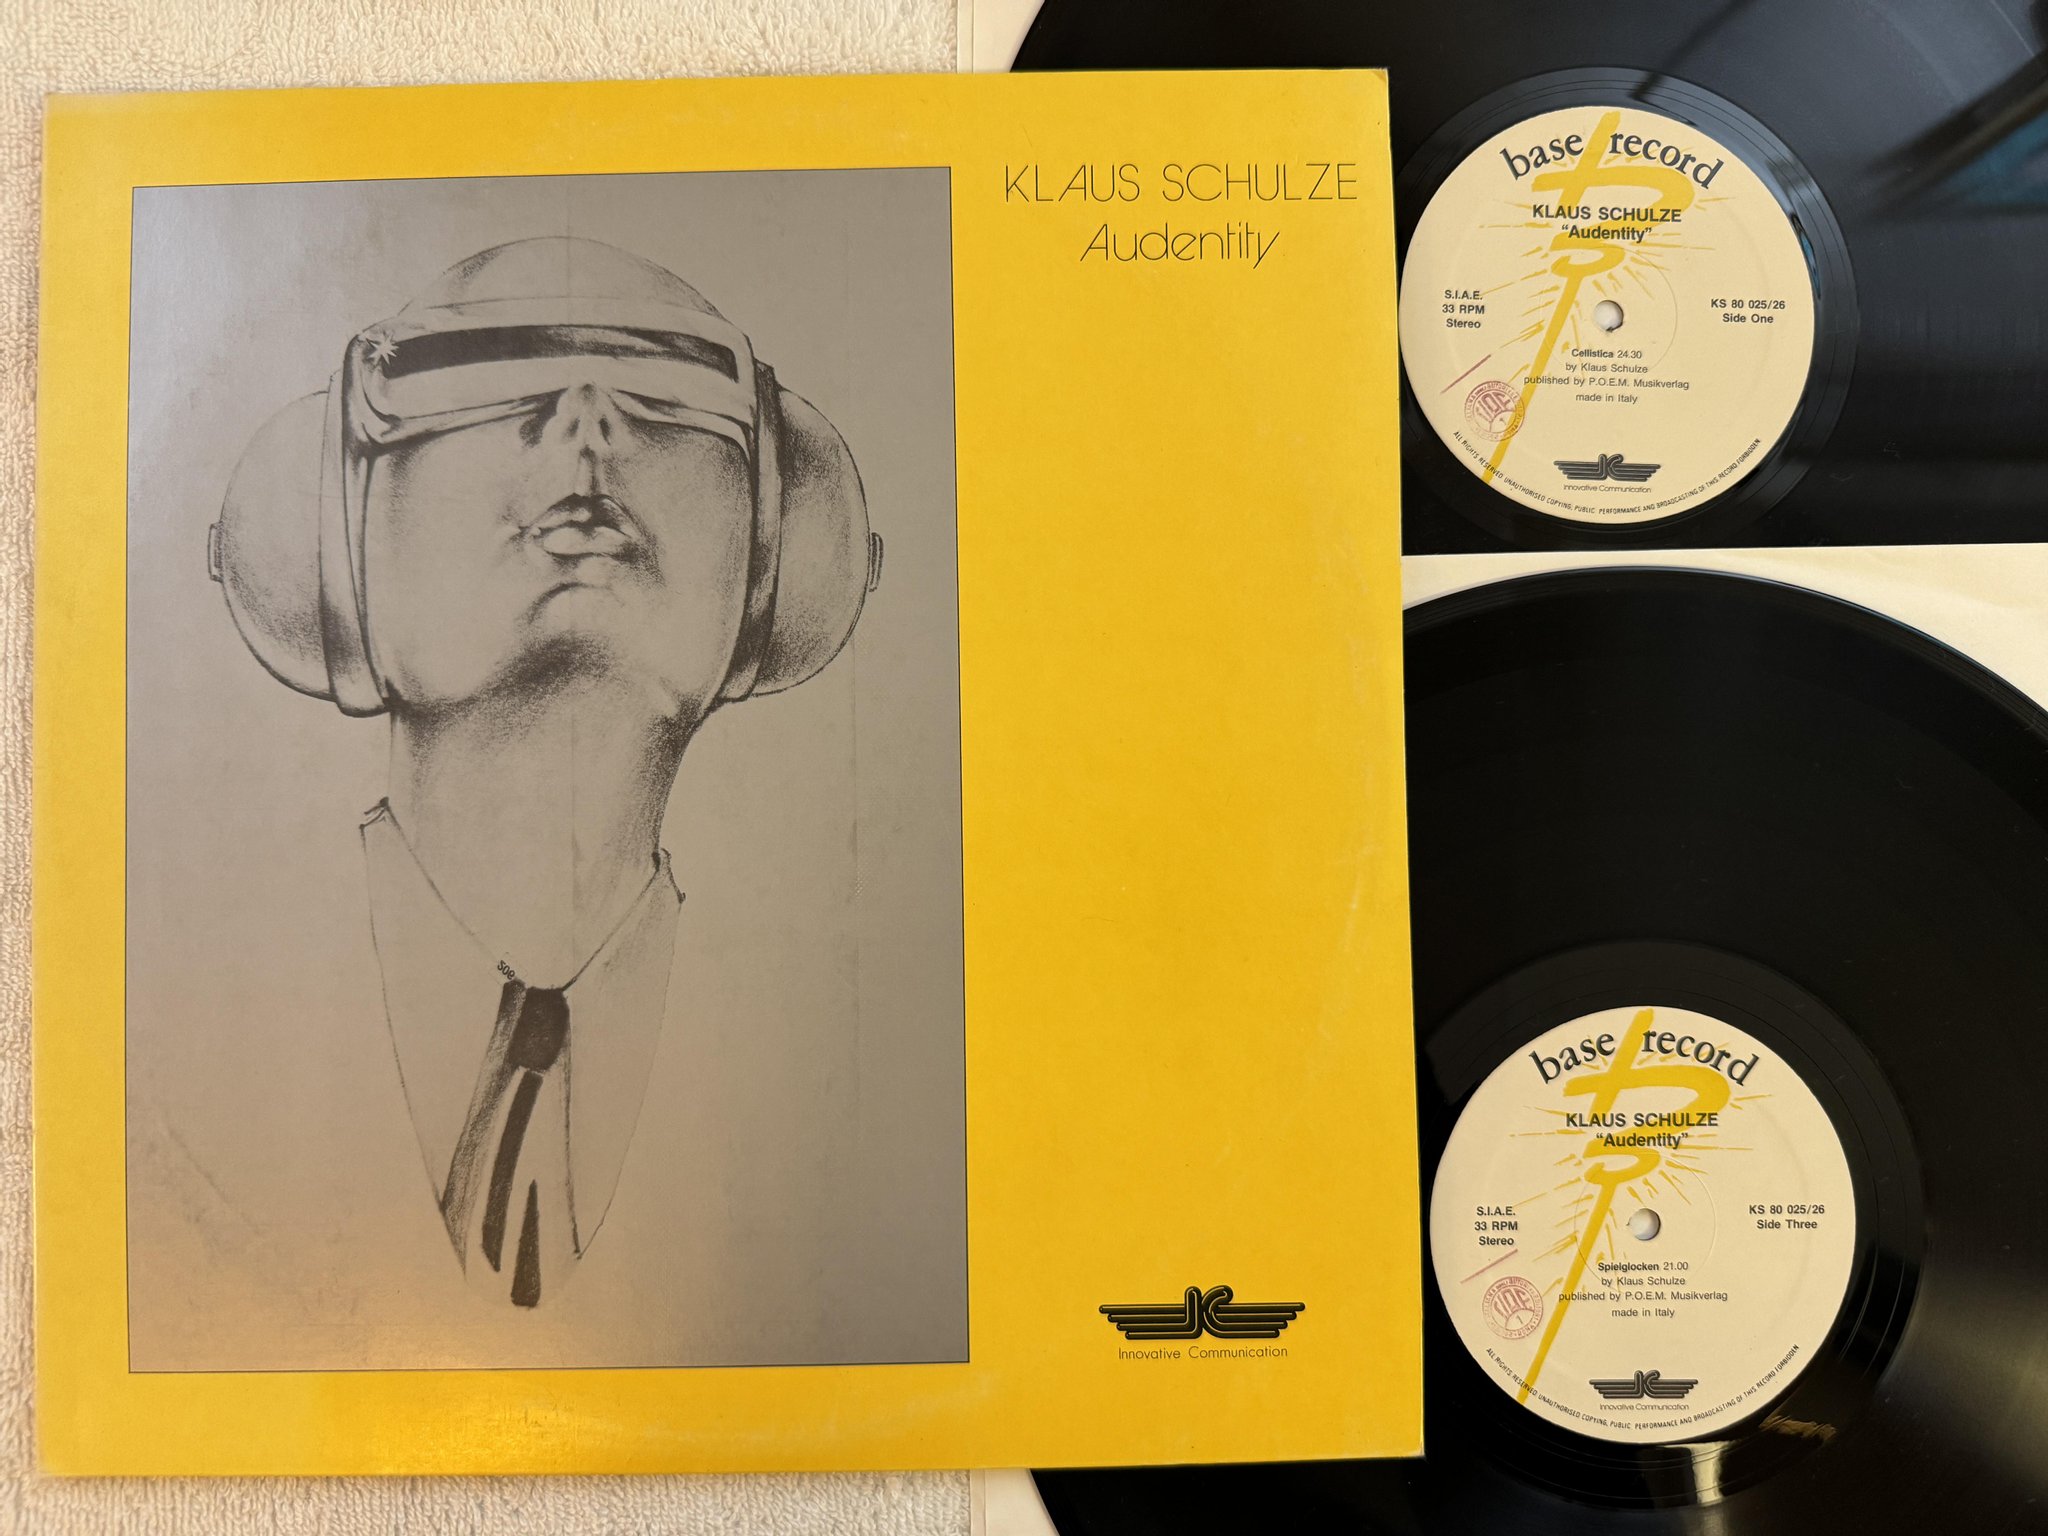 KLAUS SCHULZE
Audentity
soe
Innovative Communication
base record
KLAUS SCHULZE
“Audentity”
S.I.A.E.
33 RPM
Stereo
KS 80 025/26
Side One
Cellistica 24.30
by Klaus Schulze
published by P.O.E.M. Musikverlag
made in Italy
Innovative Communication
ALL RIGHTS RESERVED. UNAUTHORISED COPYING, PUBLIC PERFORMANCE AND BROADCASTING OF THIS RECORD FORBIDDEN.
base record
KLAUS SCHULZE
“Audentity”
S.I.A.E.
33 RPM
Stereo
KS 80 025/26
Side Three
Spielglocken 21.00
by Klaus Schulze
published by P.O.E.M. Musikverlag
made in Italy
Innovative Communication
ALL RIGHTS RESERVED. UNAUTHORISED COPYING, PUBLIC PERFORMANCE AND BROADCASTING OF THIS RECORD FORBIDDEN